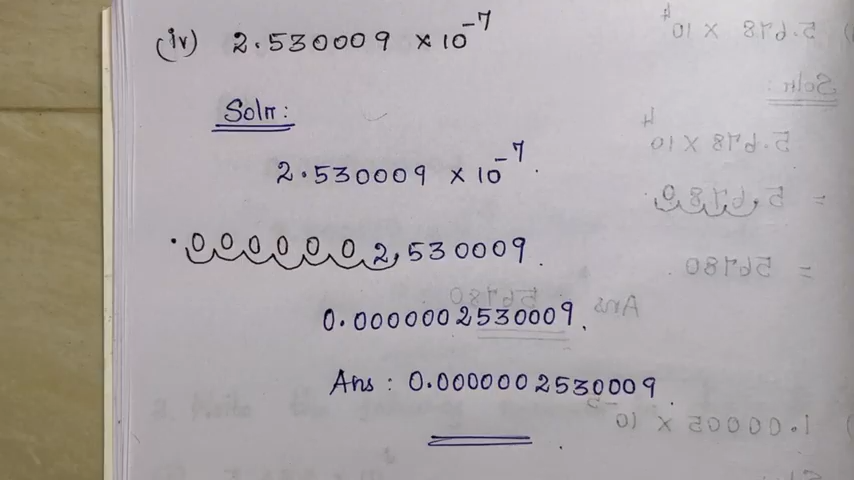 (iv) 2.530009 × 10⁻⁷
Soln:
2.530009 × 10⁻⁷.
.0000002,530009.
0.0000002530009.
Ans : 0.0000002530009.